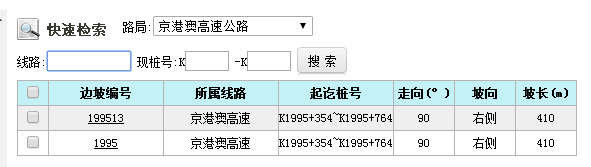 快速检索 路局: 京港澳高速公路
线路: 现桩号:K -K 搜 索
边坡编号 所属线路 起讫桩号 走向(°) 坡向 坡长(m)
199513 京港澳高速 K1995+354~K1995+764 90 右侧 410
1995 京港澳高速 K1995+354~K1995+764 90 右侧 410